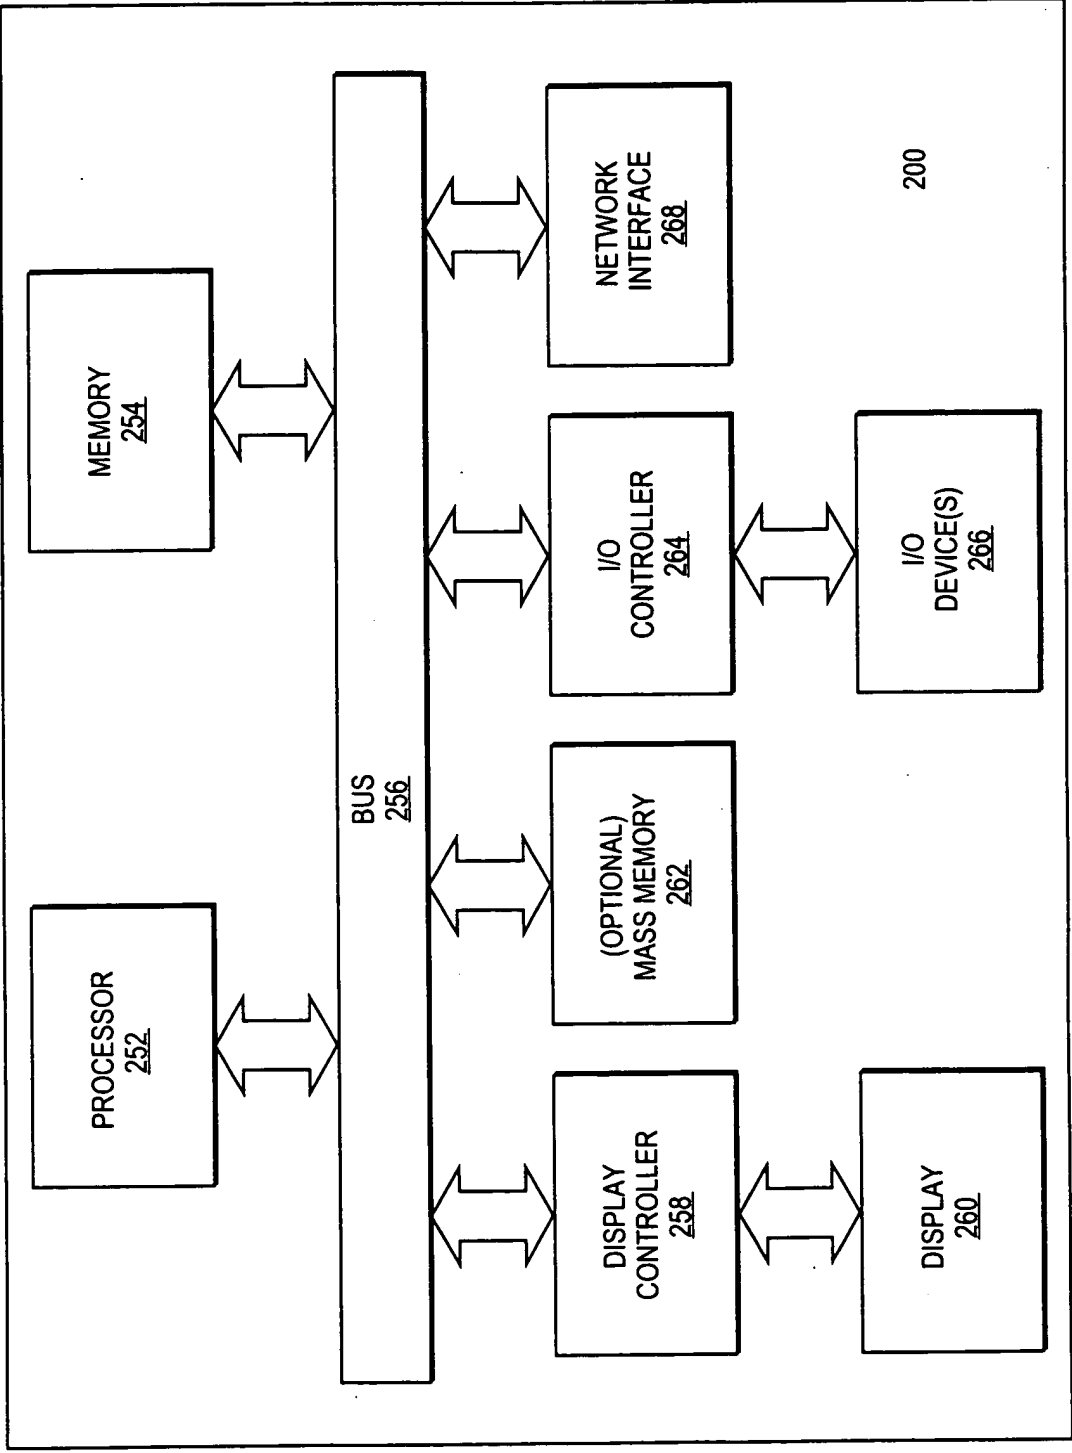 PROCESSOR
252
MEMORY
254
BUS
256
DISPLAY
CONTROLLER
258
(OPTIONAL)
MASS MEMORY
262
I/O
CONTROLLER
264
NETWORK
INTERFACE
268
DISPLAY
260
I/O
DEVICE(S)
266
200